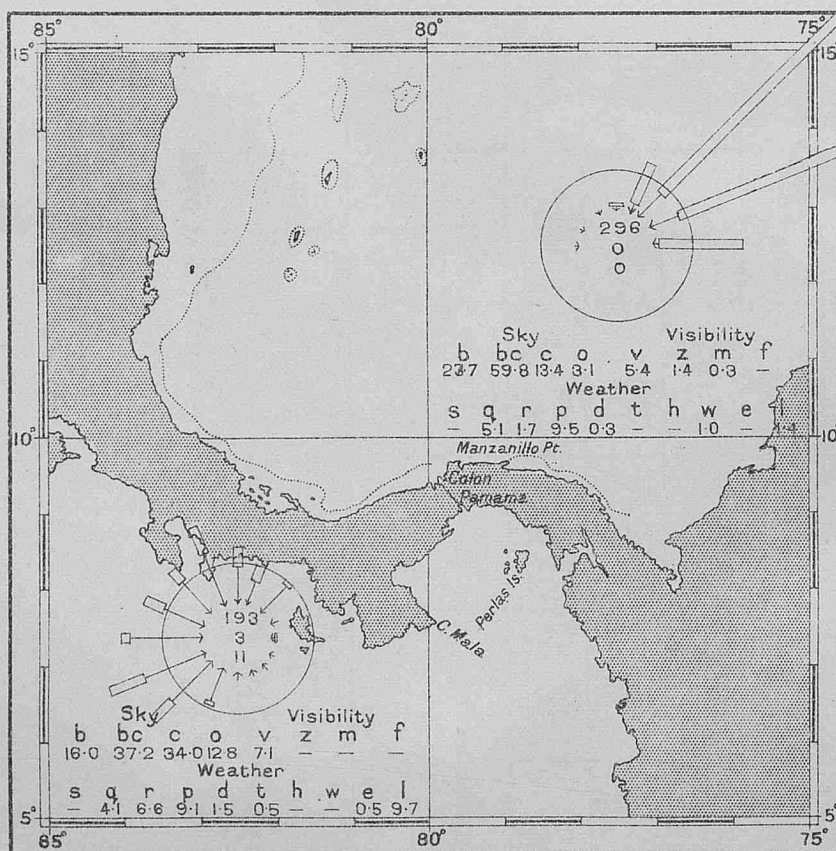 85° 80° 75°
15° 15°
296
0
0
Sky Visibility
b bc c o v z m f
23.7 59.8 13.4 3.1 5.4 1.4 0.3 —
Weather
s q r p d t h w e l
— 5.1 1.7 9.5 0.3 — — 1.0 — 1.4
10° 10°
Manzanillo Pt.
Colon
Panama
Perlas Is.
C. Mala
193
3
11
Sky Visibility
b bc c o v z m f
16.0 37.2 34.0 12.8 7.1 — — —
Weather
s q r p d t h w e l
— 4.1 6.6 9.1 1.5 0.5 — — 0.5 9.7
5° 5°
85° 80° 75°